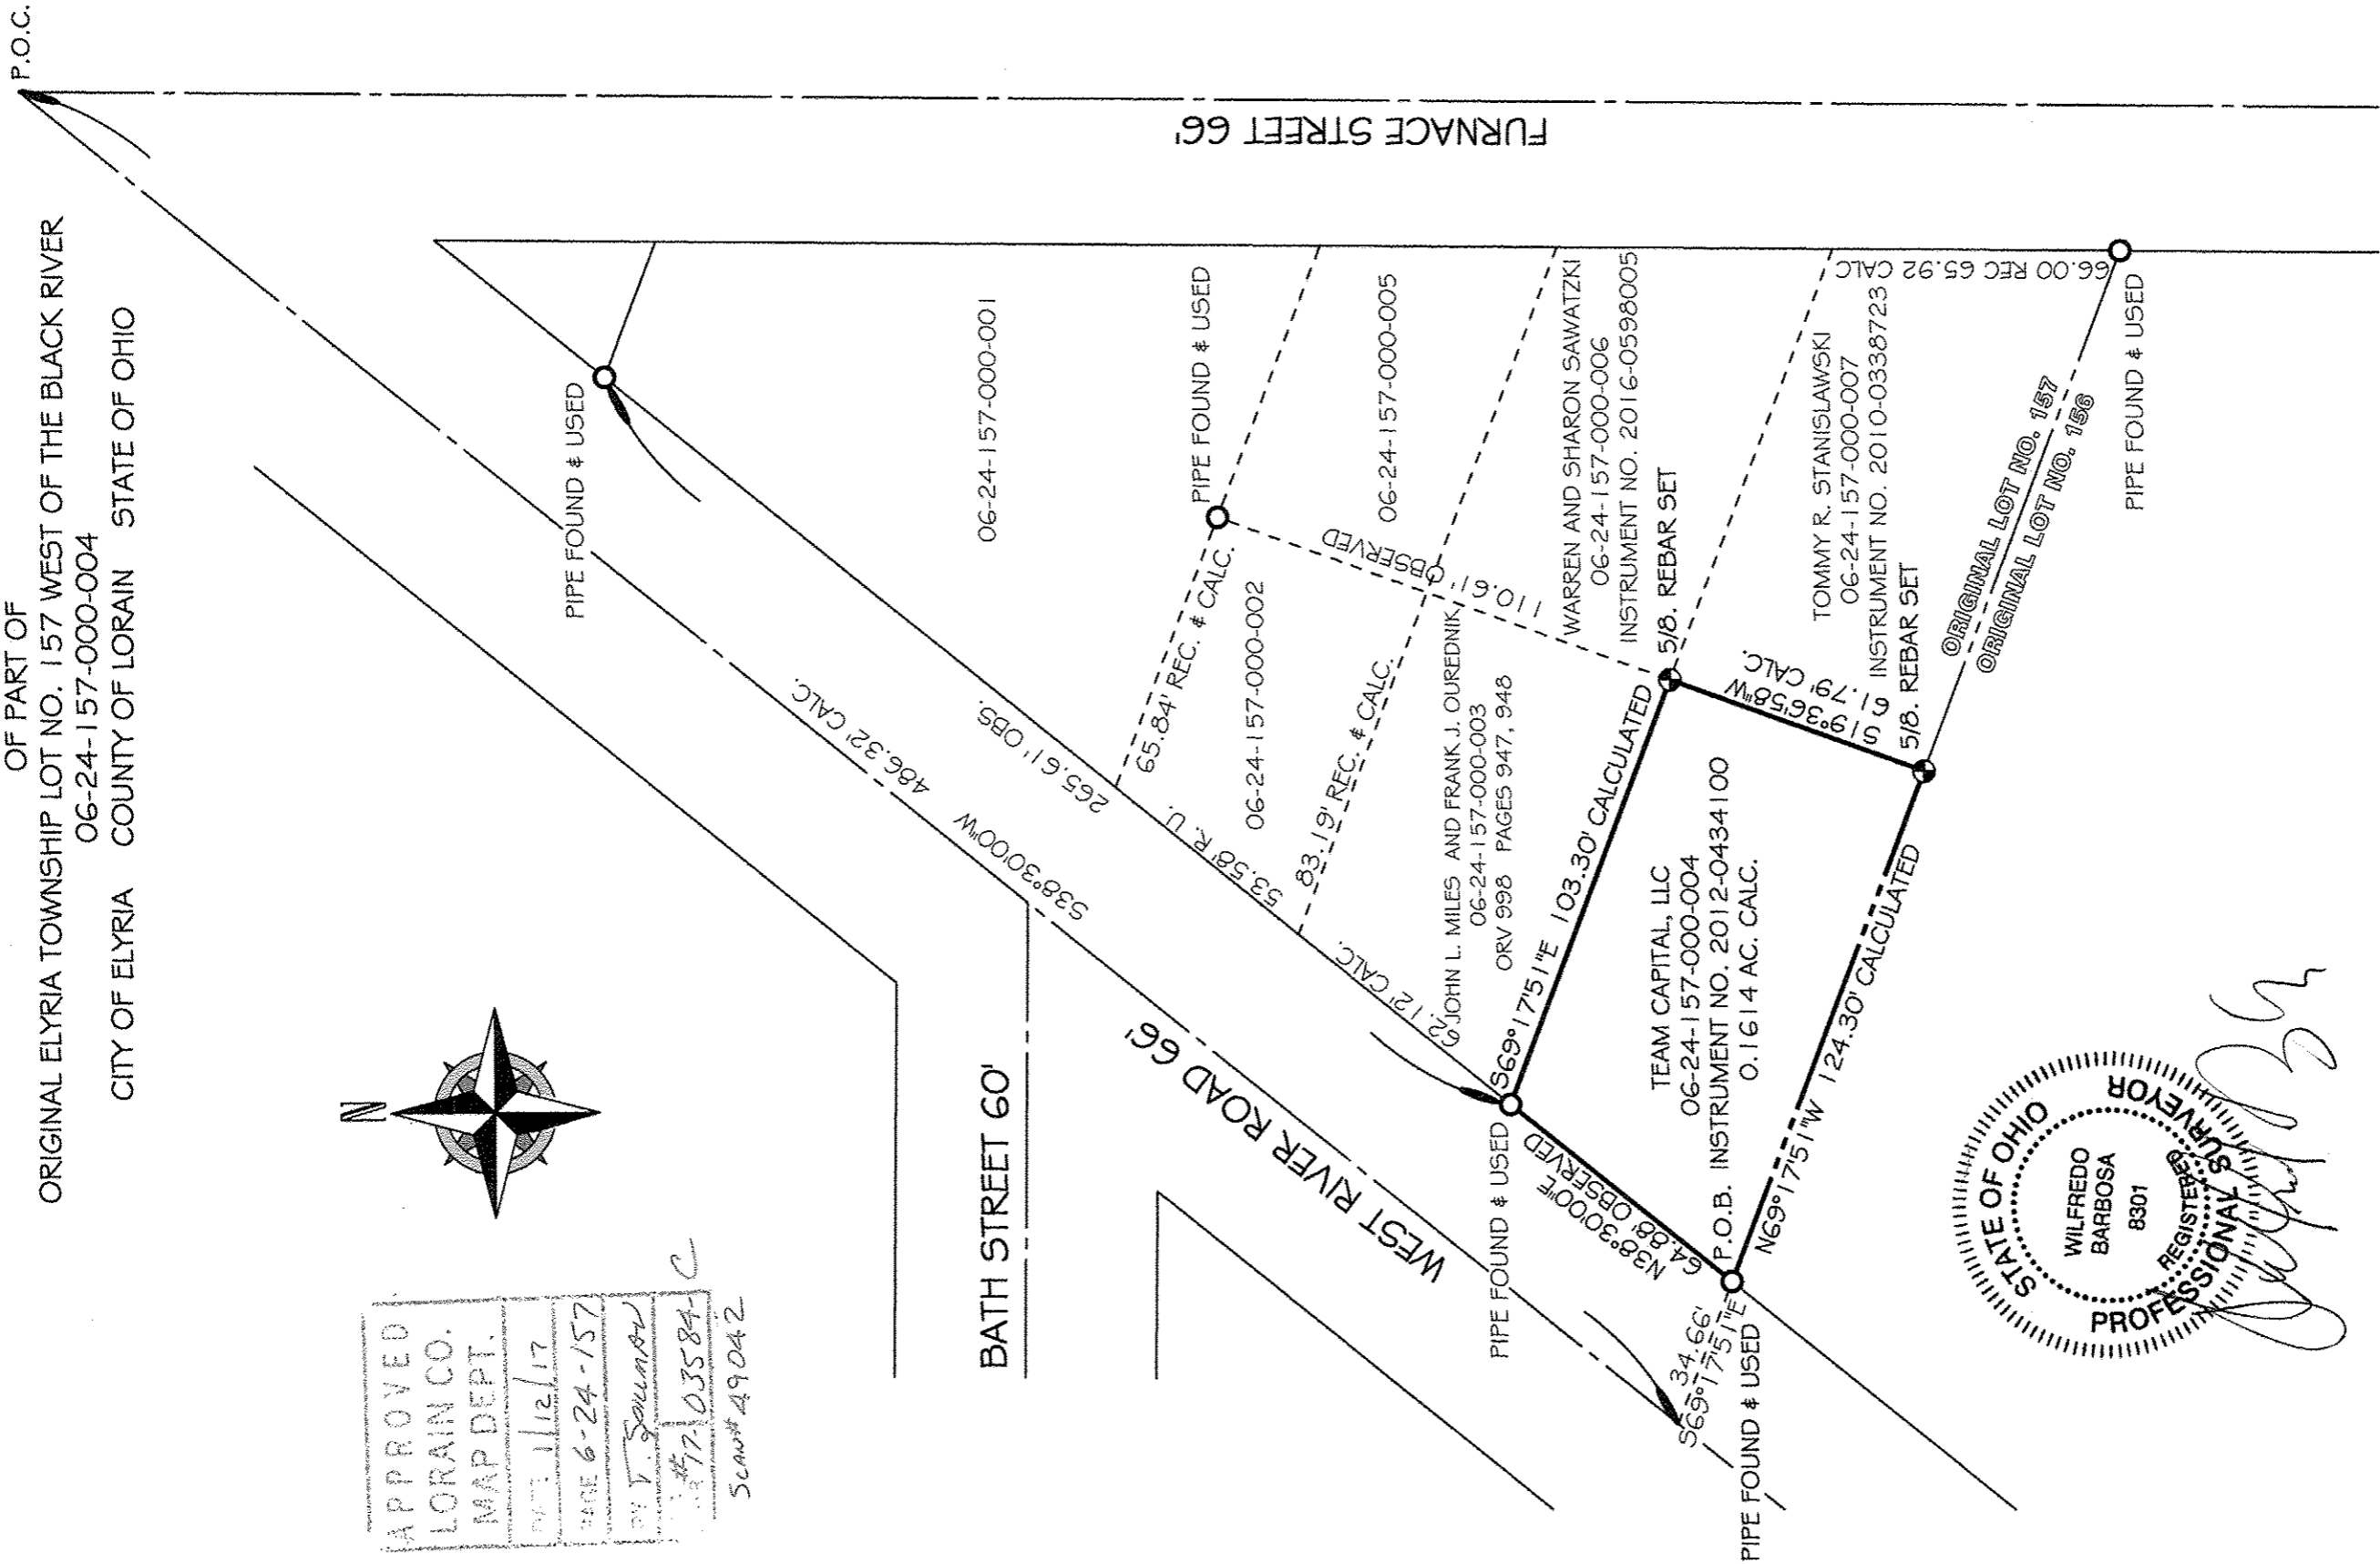 P.O.C.
OF PART OF
ORIGINAL ELYRIA TOWNSHIP LOT NO. 157 WEST OF THE BLACK RIVER
06-24-157-000-004
CITY OF ELYRIA COUNTY OF LORAIN STATE OF OHIO
FURNACE STREET 66'
N
APPROVED
LORAIN CO.
MAP DEPT.
1/12/17
6-24-157
#17-103584-C
SCAN# 49042
PIPE FOUND & USED
06-24-157-000-001
S38°30'00"W 486.32' CALC.
265.61' OBS.
PIPE FOUND & USED
65.84' REC. & CALC.
06-24-157-000-005
06-24-157-000-002
110.61' OBSERVED
53.58' R. U.
83.19' REC. & CALC.
WARREN AND SHARON SAWATZKI
06-24-157-000-006
INSTRUMENT NO. 2016-0598005
62.12' CALC.
JOHN L. MILES AND FRANK J. OUREDNIK
06-24-157-000-003
ORV 998 PAGES 947, 948
BATH STREET 60'
WEST RIVER ROAD 66'
5/8. REBAR SET
S69°17'51"E 103.30' CALCULATED
TOMMY R. STANISLAWSKI
06-24-157-000-007
INSTRUMENT NO. 2010-0338723
66.00 REC 65.92 CALC
S19°36'58"W
61.79' CALC.
5/8. REBAR SET
ORIGINAL LOT NO. 157
ORIGINAL LOT NO. 156
PIPE FOUND & USED
PIPE FOUND & USED
N38°30'00"E
64.88' OBSERVED
TEAM CAPITAL, LLC
06-24-157-000-004
INSTRUMENT NO. 2012-0434100
0.1614 AC. CALC.
P.O.B.
N69°17'51"W 124.30' CALCULATED
34.66'
S69°17'51"E
PIPE FOUND & USED
STATE OF OHIO
WILFREDO
BARBOSA
8301
REGISTERED
PROFESSIONAL SURVEYOR